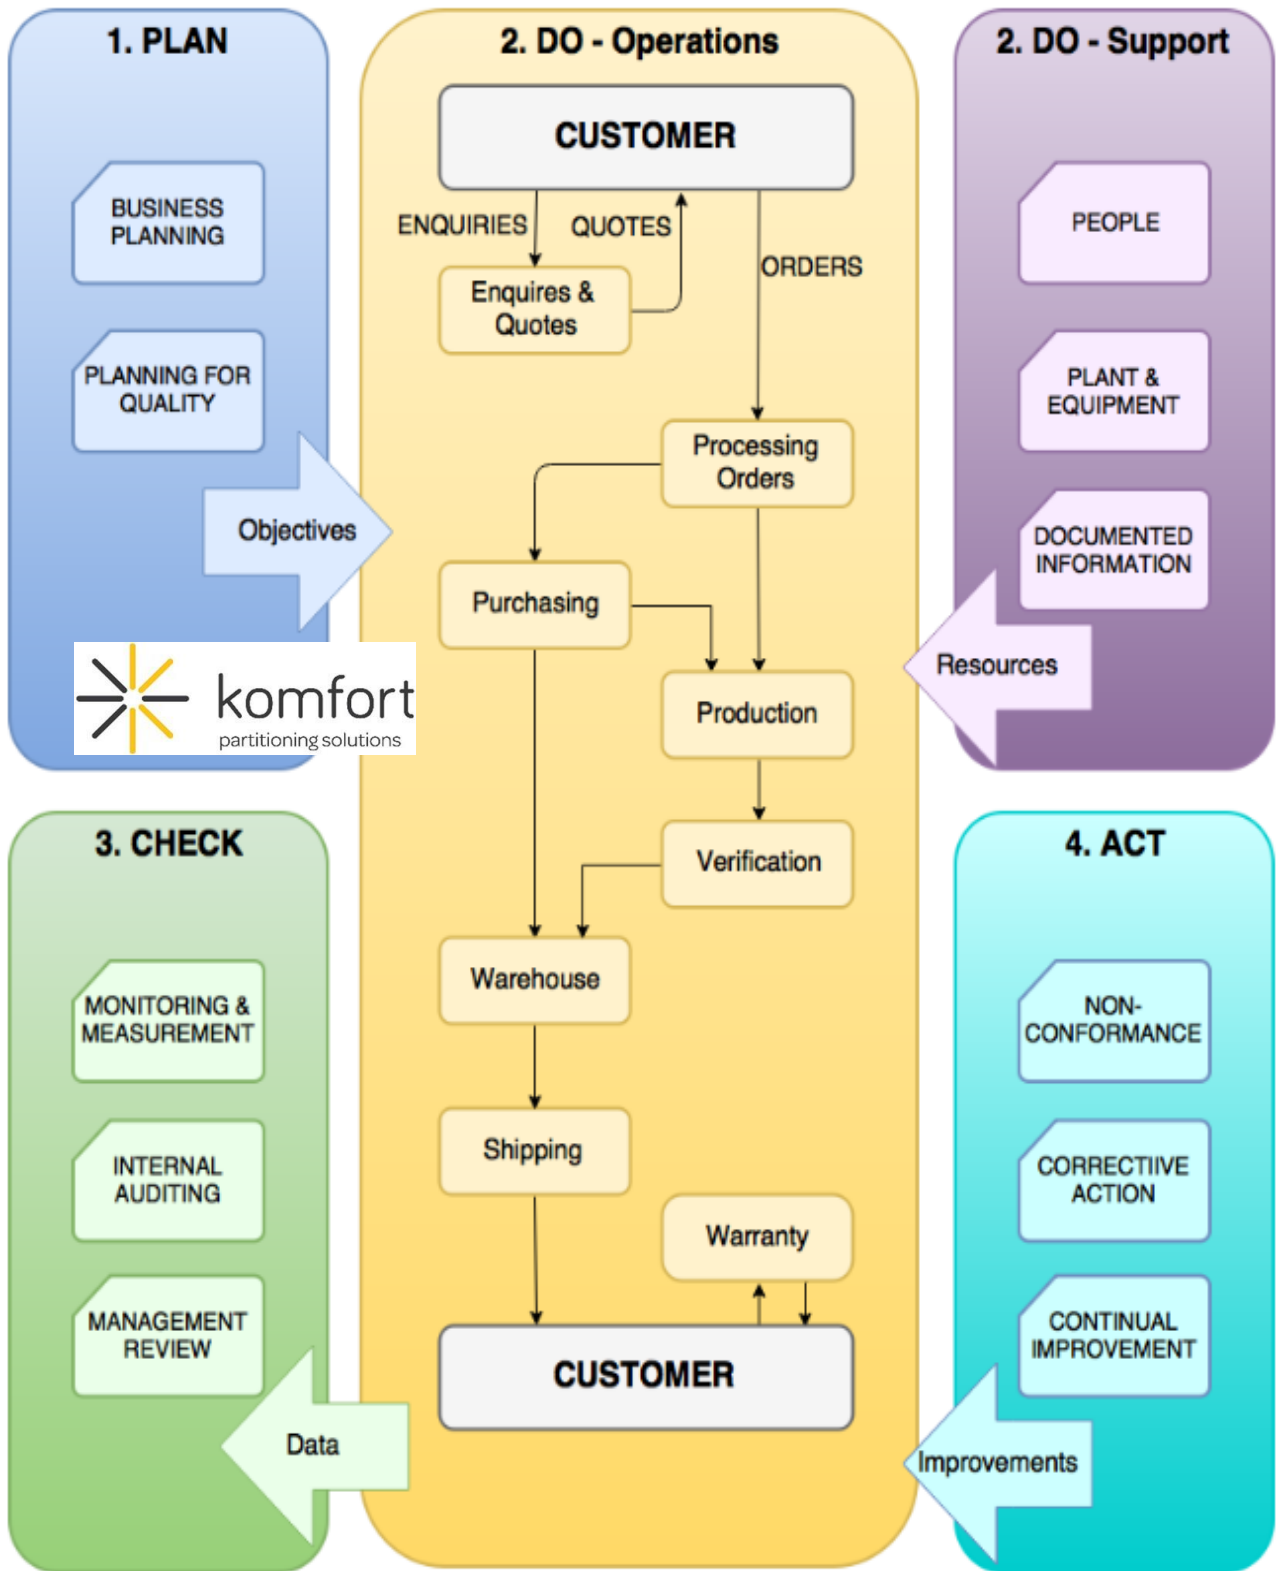 1. PLAN
BUSINESS
PLANNING
PLANNING FOR
QUALITY
Objectives
komfort
partitioning solutions
2. DO - Operations
CUSTOMER
ENQUIRIES
QUOTES
ORDERS
Enquires &
Quotes
Processing
Orders
Purchasing
Production
Verification
Warehouse
Shipping
Warranty
CUSTOMER
2. DO - Support
PEOPLE
PLANT &
EQUIPMENT
DOCUMENTED
INFORMATION
Resources
3. CHECK
MONITORING &
MEASUREMENT
INTERNAL
AUDITING
MANAGEMENT
REVIEW
Data
4. ACT
NON-
CONFORMANCE
CORRECTIIVE
ACTION
CONTINUAL
IMPROVEMENT
Improvements